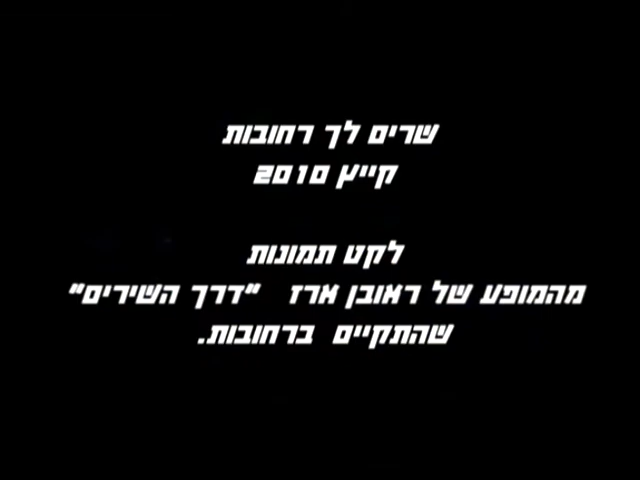 שרים לך רחובות
קייץ 2010
לקט תמונות
מהמופע של ראובן ארז "דרך השירים"
שהתקיים ברחובות.